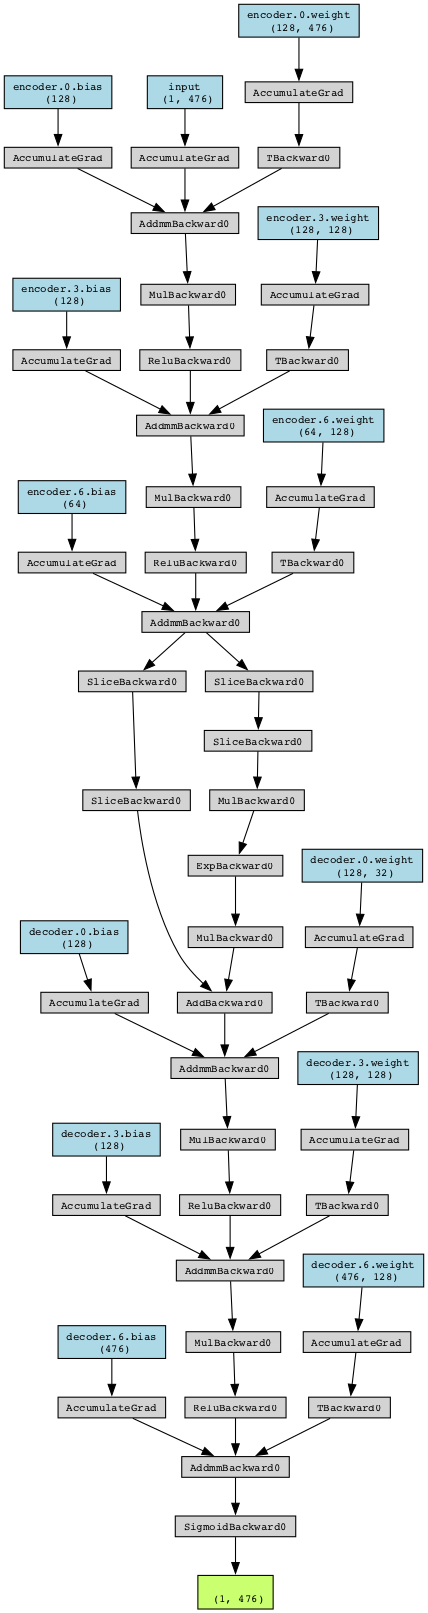 encoder.0.weight
(128, 476)
encoder.0.bias
(128)
input
(1, 476)
AccumulateGrad
AccumulateGrad
AccumulateGrad
TBackward0
AddmmBackward0
encoder.3.weight
(128, 128)
encoder.3.bias
(128)
MulBackward0
AccumulateGrad
AccumulateGrad
ReluBackward0
TBackward0
AddmmBackward0
encoder.6.weight
(64, 128)
encoder.6.bias
(64)
MulBackward0
AccumulateGrad
AccumulateGrad
ReluBackward0
TBackward0
AddmmBackward0
SliceBackward0
SliceBackward0
SliceBackward0
SliceBackward0
MulBackward0
ExpBackward0
decoder.0.weight
(128, 32)
decoder.0.bias
(128)
MulBackward0
AccumulateGrad
AccumulateGrad
AddBackward0
TBackward0
AddmmBackward0
decoder.3.weight
(128, 128)
decoder.3.bias
(128)
MulBackward0
AccumulateGrad
AccumulateGrad
ReluBackward0
TBackward0
AddmmBackward0
decoder.6.weight
(476, 128)
decoder.6.bias
(476)
MulBackward0
AccumulateGrad
AccumulateGrad
ReluBackward0
TBackward0
AddmmBackward0
SigmoidBackward0
(1, 476)